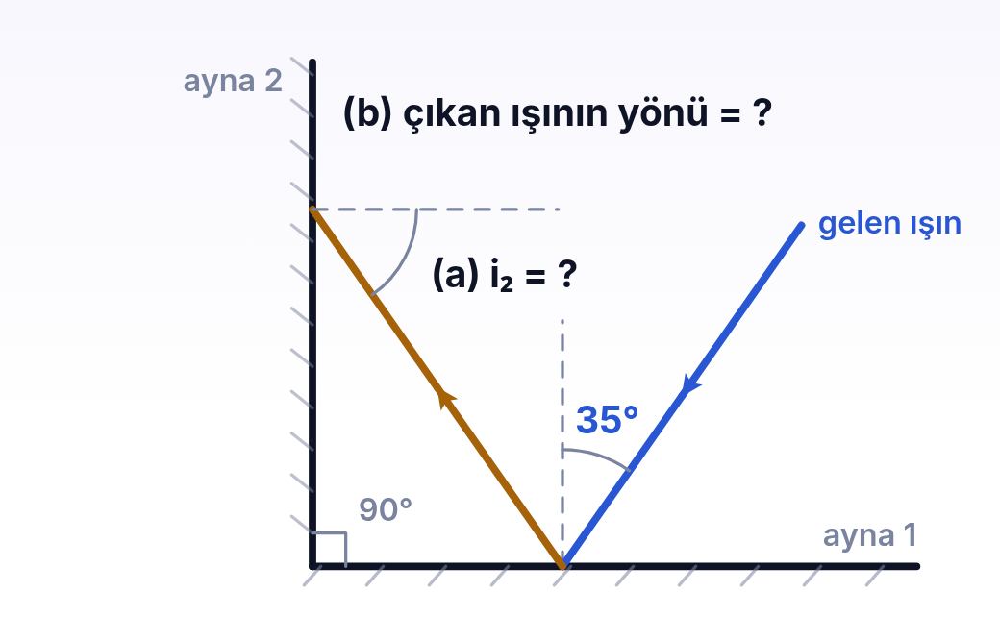 ayna 2
(b) çıkan ışının yönü = ?
gelen ışın
(a) i₂ = ?
35°
90°
ayna 1